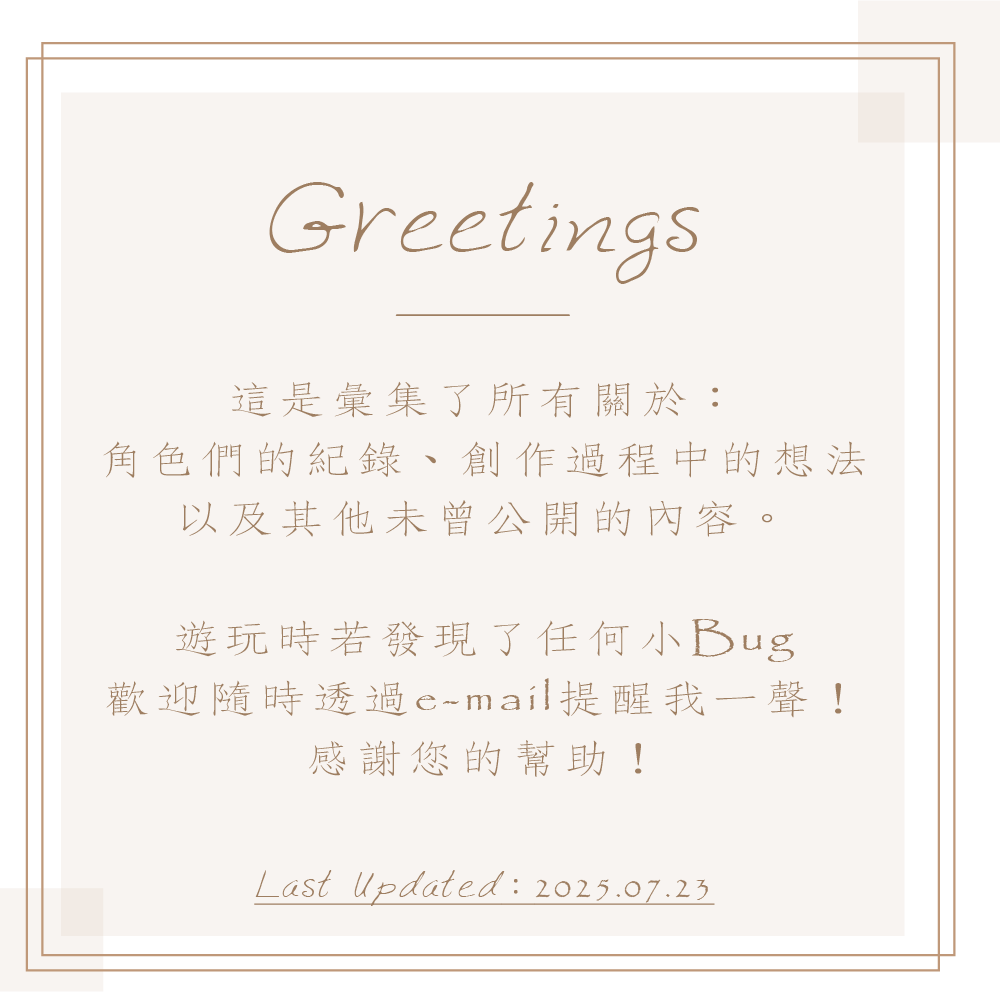 Greetings
這是彙集了所有關於：
角色們的紀錄、創作過程中的想法
以及其他未曾公開的內容。
遊玩時若發現了任何小Bug
歡迎隨時透過e-mail提醒我一聲！
感謝您的幫助！
Last Updated：2025.07.23